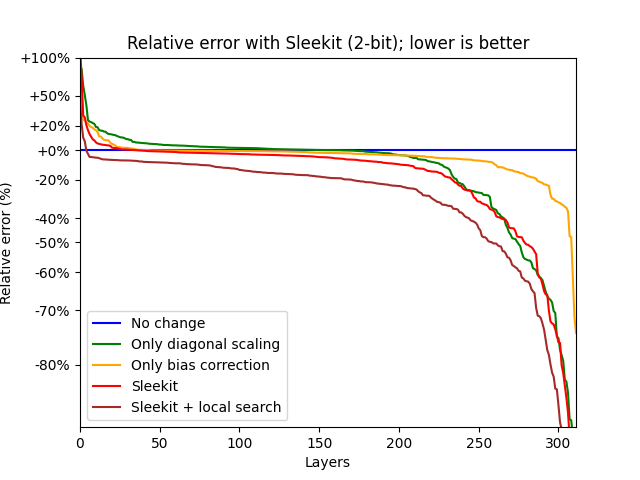 Relative error with Sleekit (2-bit); lower is better
+100%
+50%
+20%
+0%
-20%
-40%
-50%
-60%
-70%
-80%
Relative error (%)
No change
Only diagonal scaling
Only bias correction
Sleekit
Sleekit + local search
0
50
100
150
200
250
300
Layers